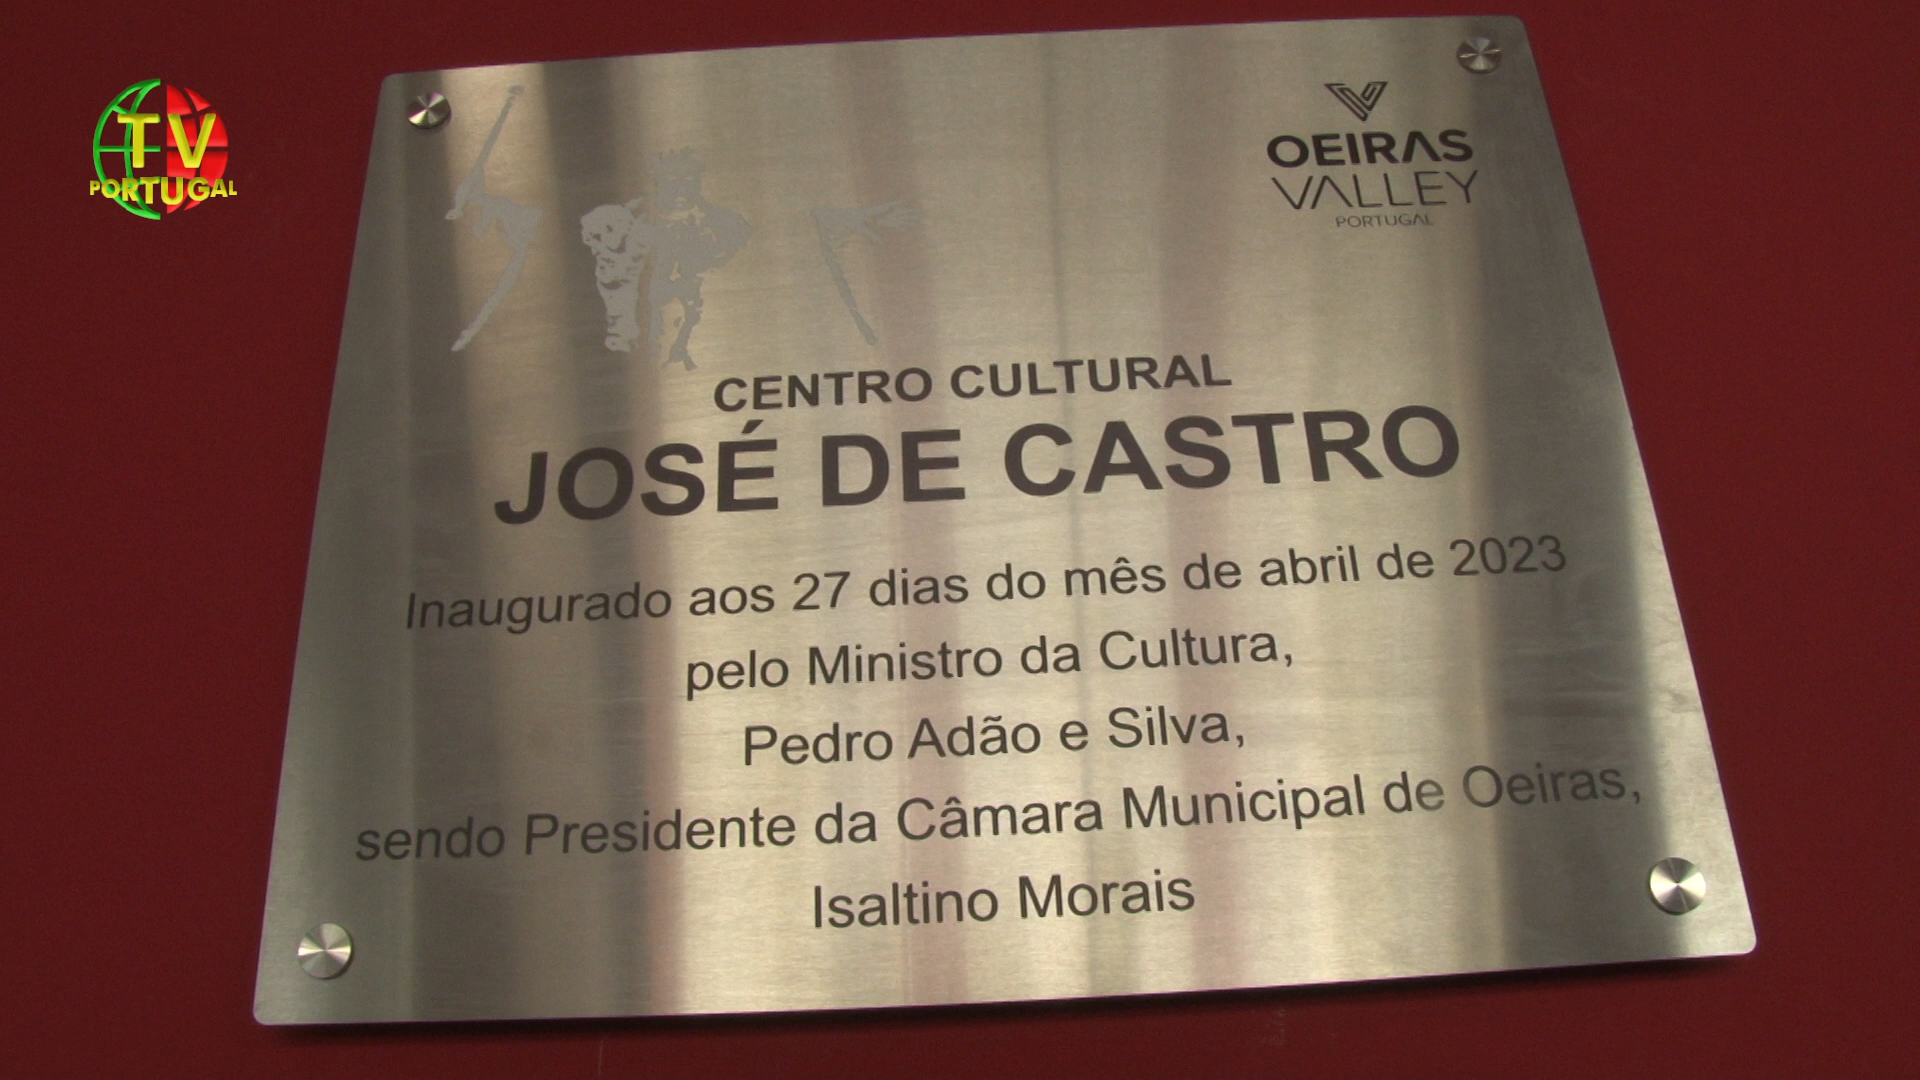 TV
PORTUGAL
OEIRAS
VALLEY
PORTUGAL
CENTRO CULTURAL
JOSÉ DE CASTRO
Inaugurado aos 27 dias do mês de abril de 2023
pelo Ministro da Cultura,
Pedro Adão e Silva,
sendo Presidente da Câmara Municipal de Oeiras,
Isaltino Morais